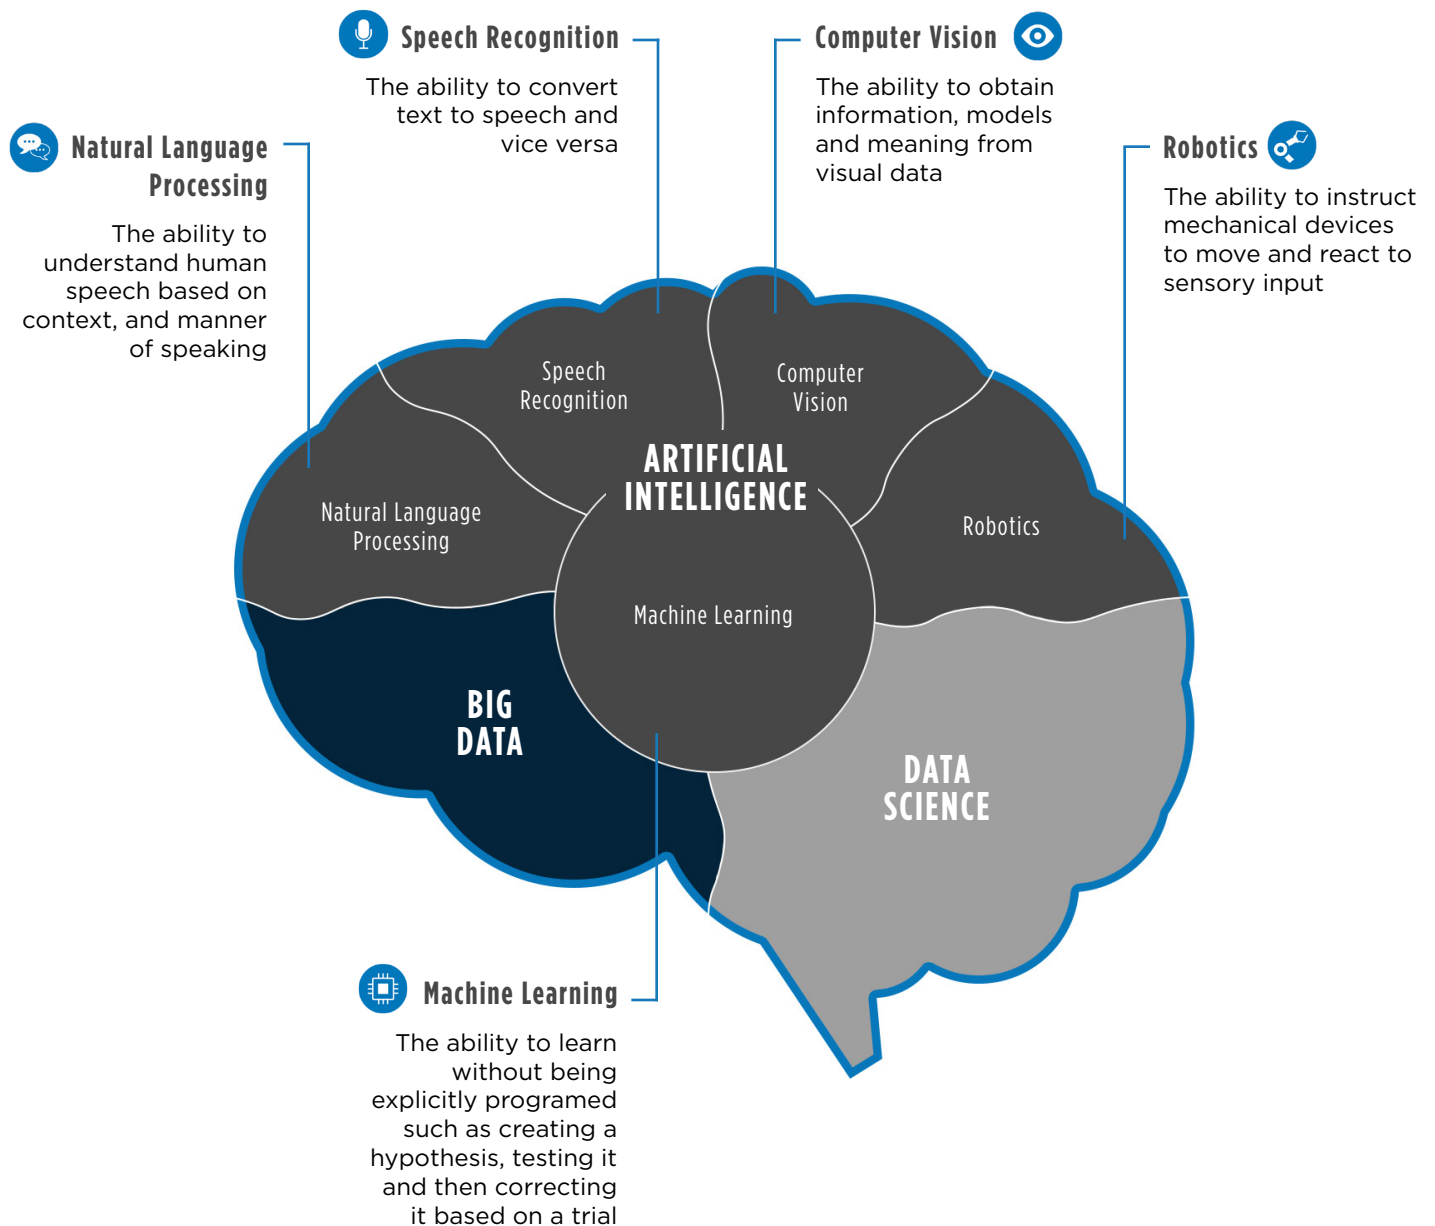 Speech Recognition
The ability to convert
text to speech and
vice versa
Computer Vision
The ability to obtain
information, models
and meaning from
visual data
Natural Language
Processing
The ability to
understand human
speech based on
context, and manner
of speaking
Robotics
The ability to instruct
mechanical devices
to move and react to
sensory input
Speech
Recognition
Computer
Vision
ARTIFICIAL
INTELLIGENCE
Natural Language
Processing
Robotics
Machine Learning
BIG
DATA
DATA
SCIENCE
Machine Learning
The ability to learn
without being
explicitly programed
such as creating a
hypothesis, testing it
and then correcting
it based on a trial